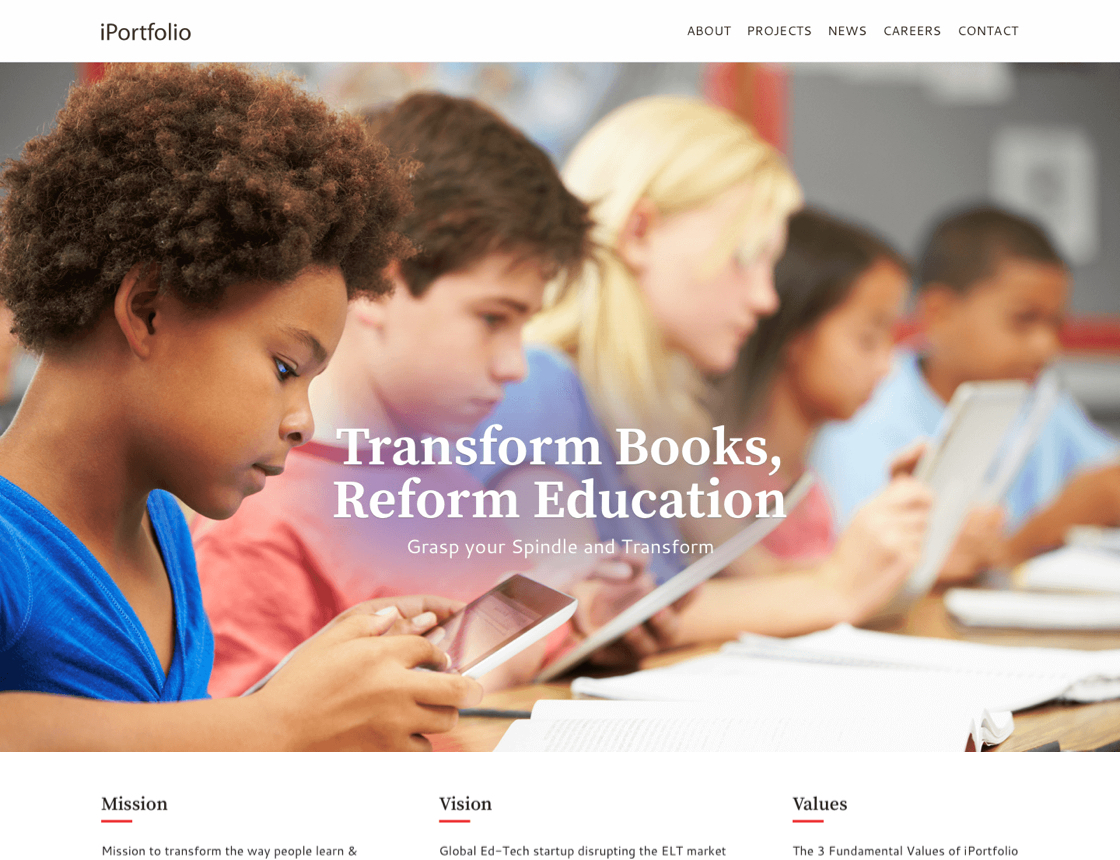 iPortfolio
ABOUT PROJECTS NEWS CAREERS CONTACT
Transform Books,
Reform Education
Grasp your Spindle and Transform
Mission
Mission to transform the way people learn &
Vision
Global Ed-Tech startup disrupting the ELT market
Values
The 3 Fundamental Values of iPortfolio